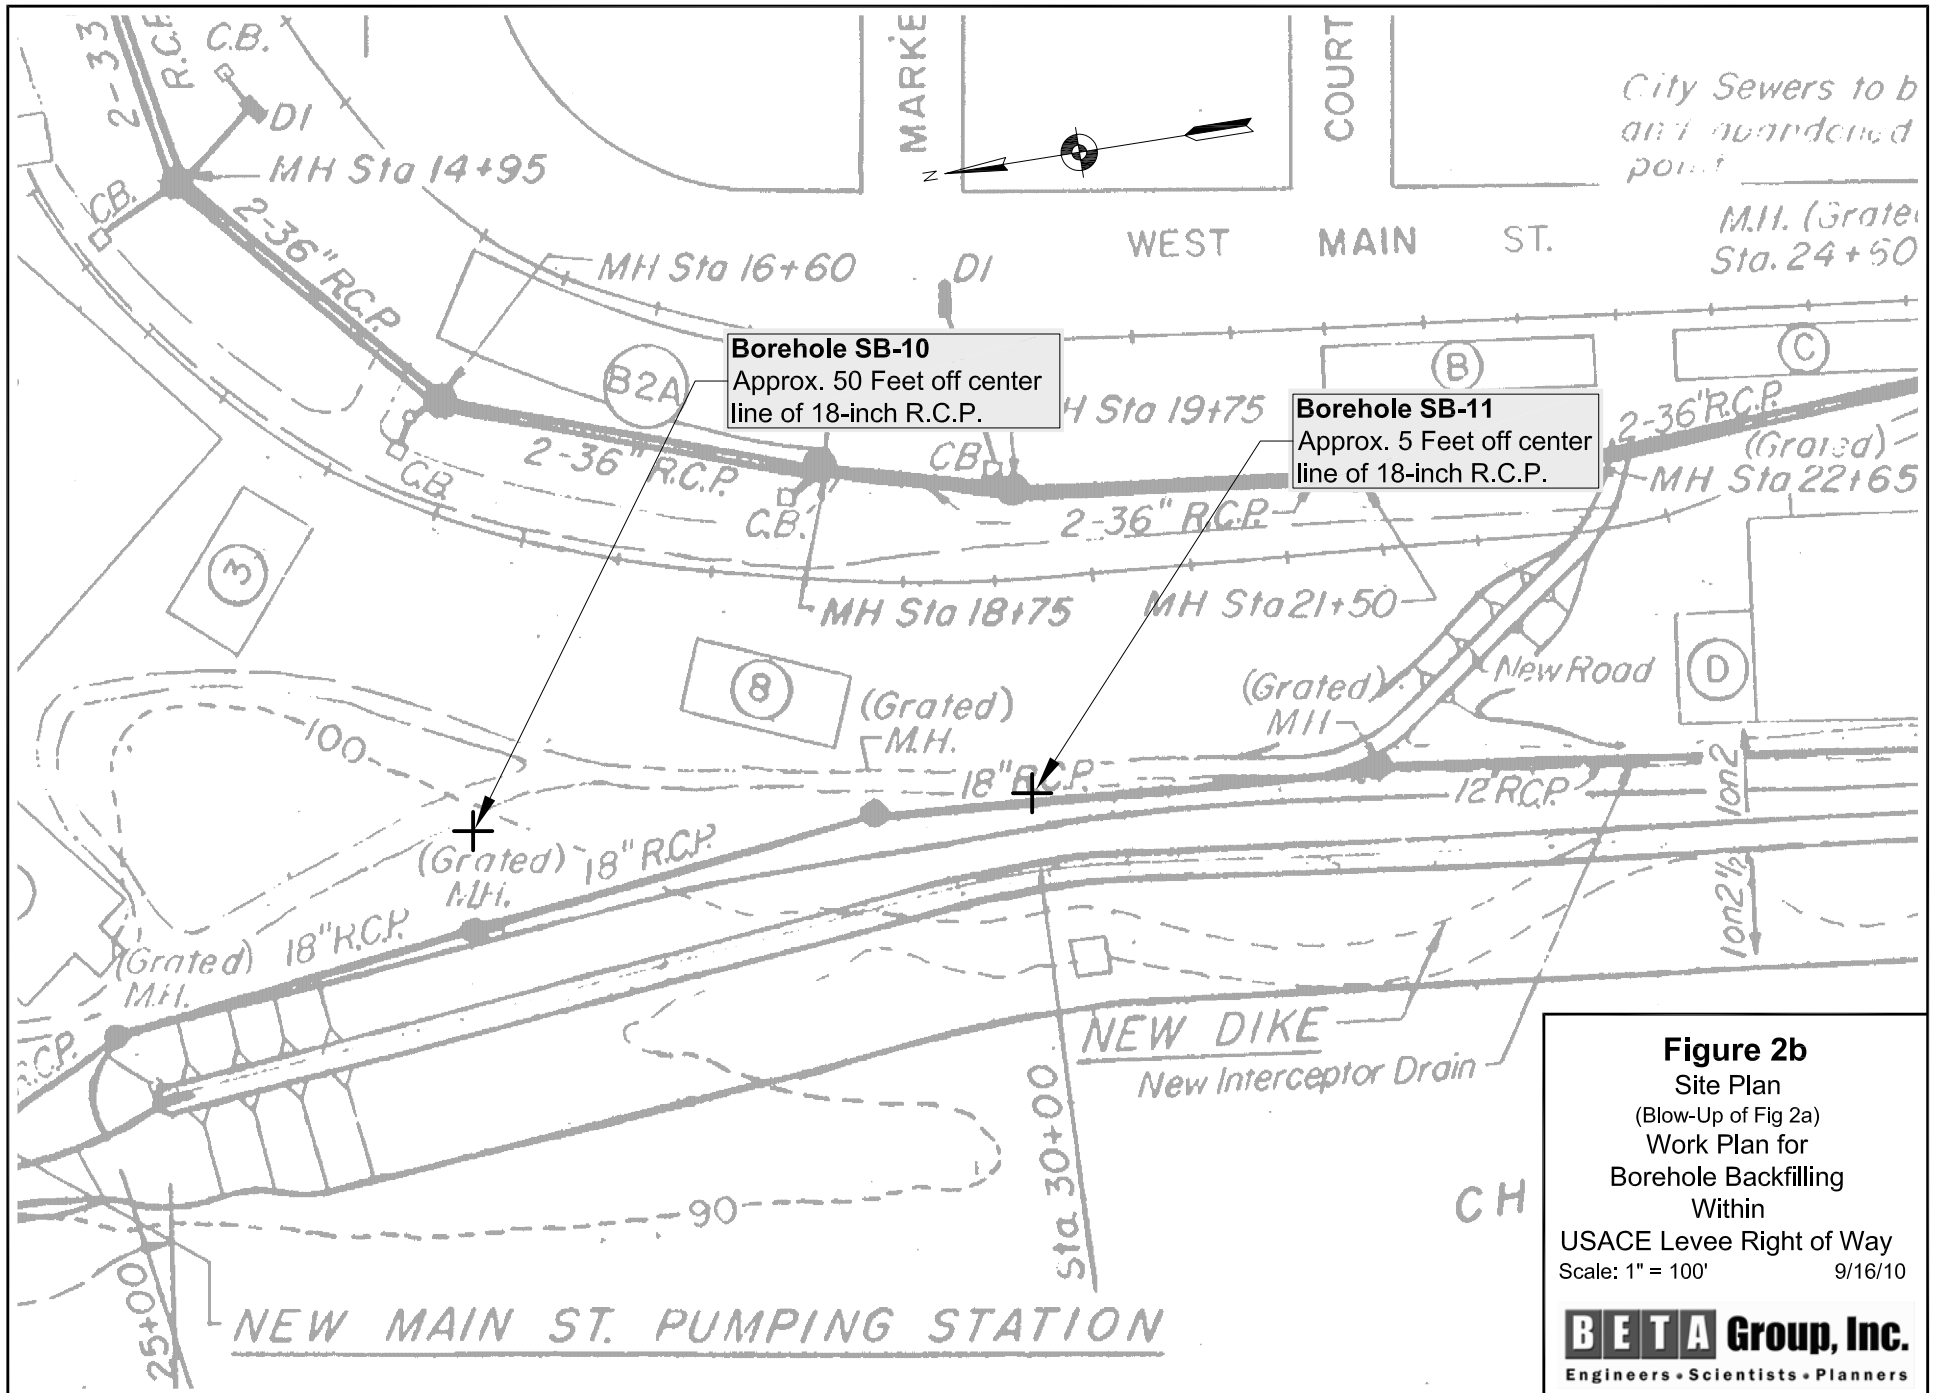 2-33
R.C.P.
C.B.
DI
MH Sta 14+95
C.B.
2-36" R.C.P.
MH Sta 16+60
MARKE
COURT
N
City Sewers to b
and abandoned
point
WEST MAIN ST.
M.H. (Grated
Sta. 24+50
DI
Borehole SB-10
Approx. 50 Feet off center
line of 18-inch R.C.P.
B2A
B
C
H Sta 19+75
Borehole SB-11
Approx. 5 Feet off center
line of 18-inch R.C.P.
2-36" R.C.P.
(Grated)
MH Sta 22+65
C.B.
2-36" R.C.P.
CB
C.B.
2-36" R.C.P.
3
MH Sta 18+75
MH Sta 21+50
8
(Grated)
M.H.
(Grated)
MH
New Road
D
100
18" R.C.P.
12" R.C.P.
1on2
(Grated)
M.H.
18" R.C.P.
1on2½
(Grated)
M.H.
18" R.C.P.
R.C.P.
NEW DIKE
New Interceptor Drain
Sta 30+00
90
CH
25+00
NEW MAIN ST. PUMPING STATION
Figure 2b
Site Plan
(Blow-Up of Fig 2a)
Work Plan for
Borehole Backfilling
Within
USACE Levee Right of Way
Scale: 1" = 100' 9/16/10
BETA Group, Inc.
Engineers • Scientists • Planners